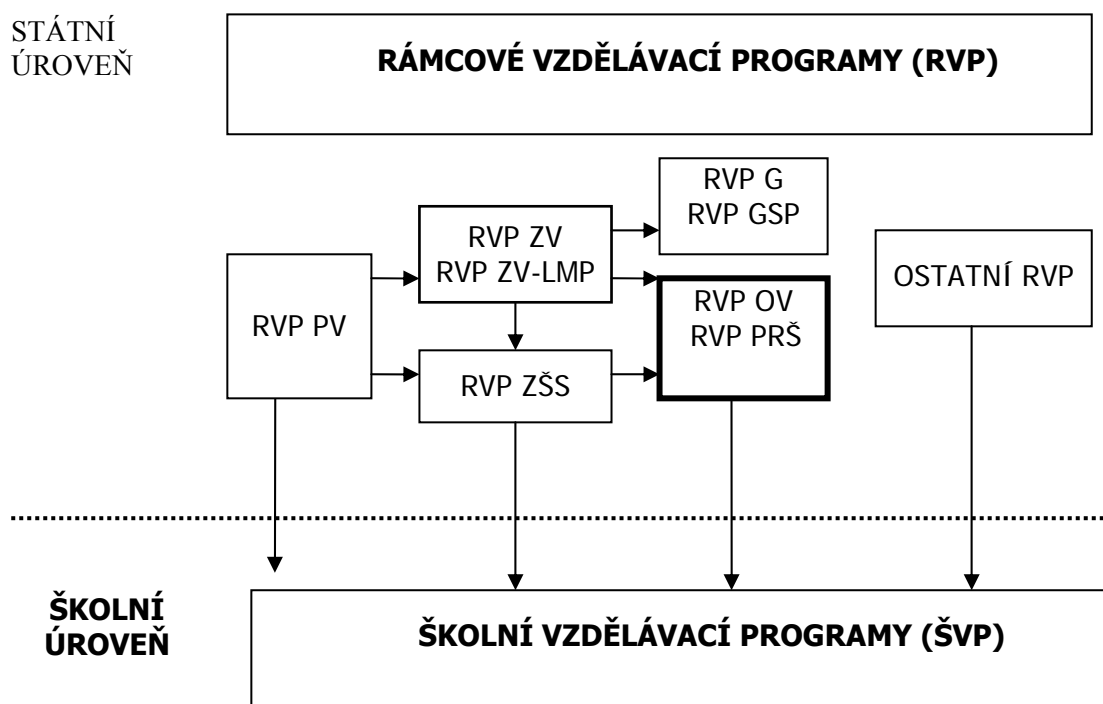 STÁTNÍ
ÚROVEŇ
RÁMCOVÉ VZDĚLÁVACÍ PROGRAMY (RVP)
RVP G
RVP GSP
RVP ZV
RVP ZV-LMP
OSTATNÍ RVP
RVP PV
RVP OV
RVP PRŠ
RVP ZŠS
ŠKOLNÍ
ÚROVEŇ
ŠKOLNÍ VZDĚLÁVACÍ PROGRAMY (ŠVP)